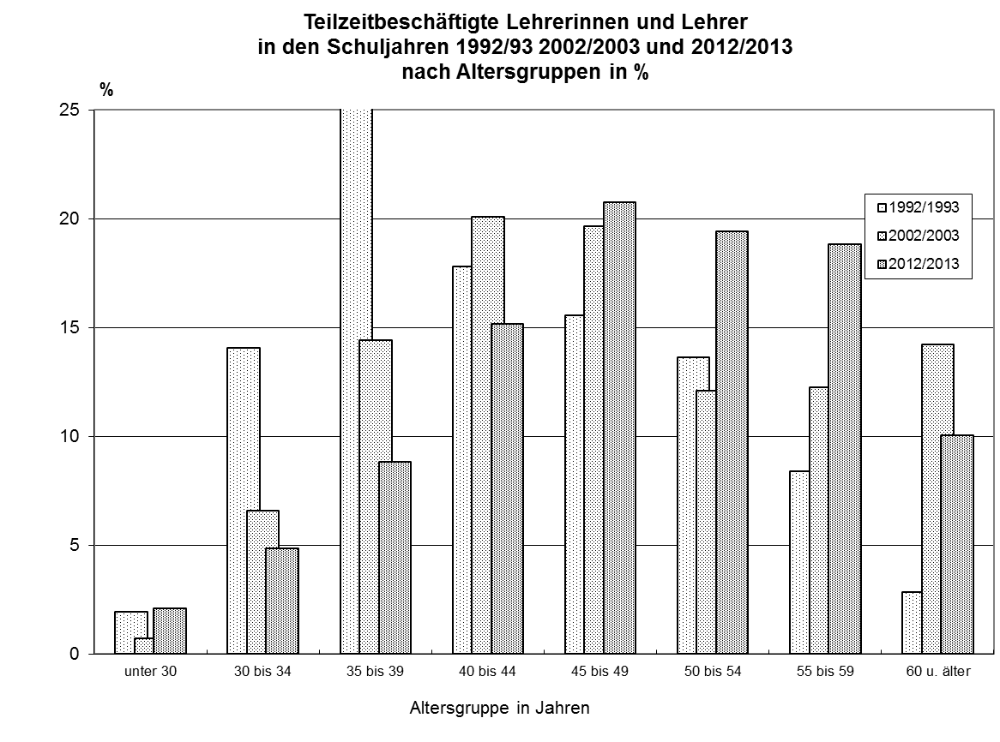 Teilzeitbeschäftigte Lehrerinnen und Lehrer
in den Schuljahren 1992/93 2002/2003 und 2012/2013
nach Altersgruppen in %
%
25
20
15
10
5
0
1992/1993
2002/2003
2012/2013
unter 30
30 bis 34
35 bis 39
40 bis 44
45 bis 49
50 bis 54
55 bis 59
60 u. älter
Altersgruppe in Jahren